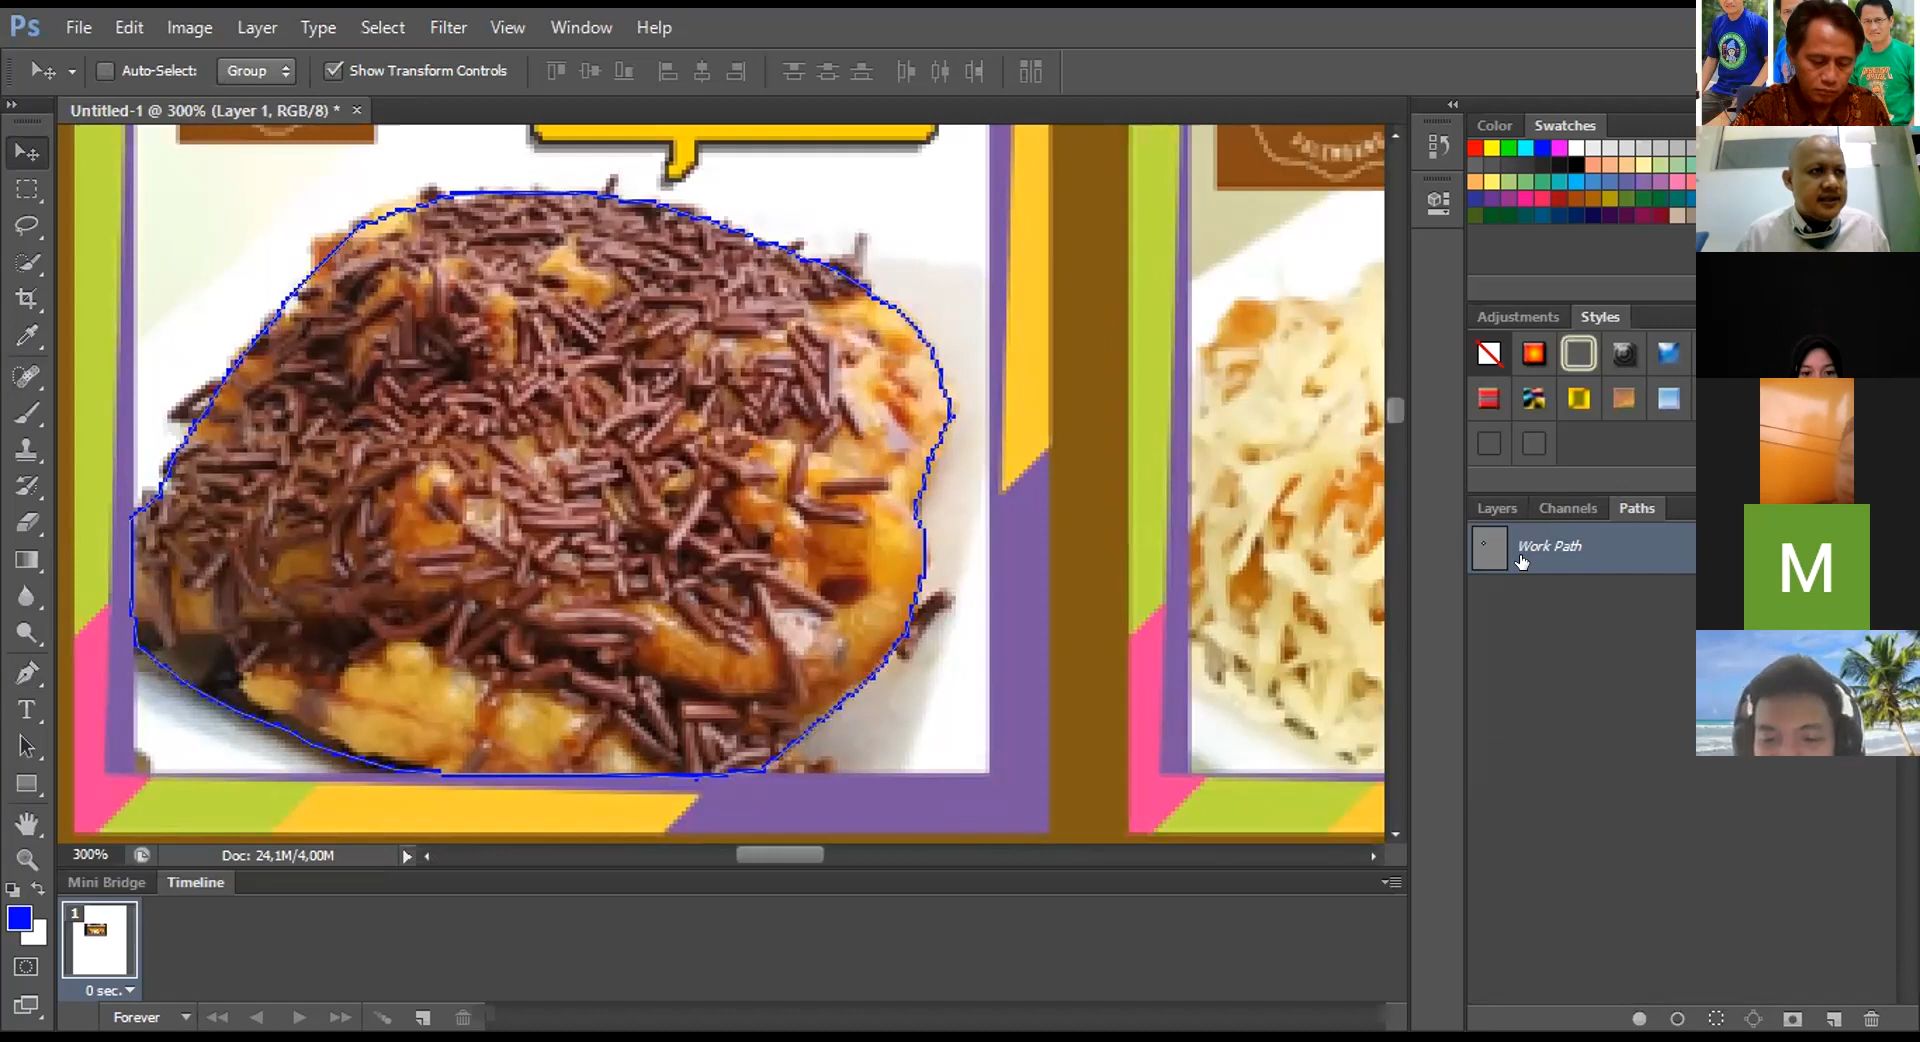 Ps File Edit Image Layer Type Select Filter View Window Help
Auto-Select: Group Show Transform Controls
Untitled-1 @ 300% (Layer 1, RGB/8) * ×
Color Swatches
Adjustments Styles
Layers Channels Paths
Work Path
M
T
300% Doc: 24,1M/4,00M
Mini Bridge Timeline
1
0 sec.
Forever